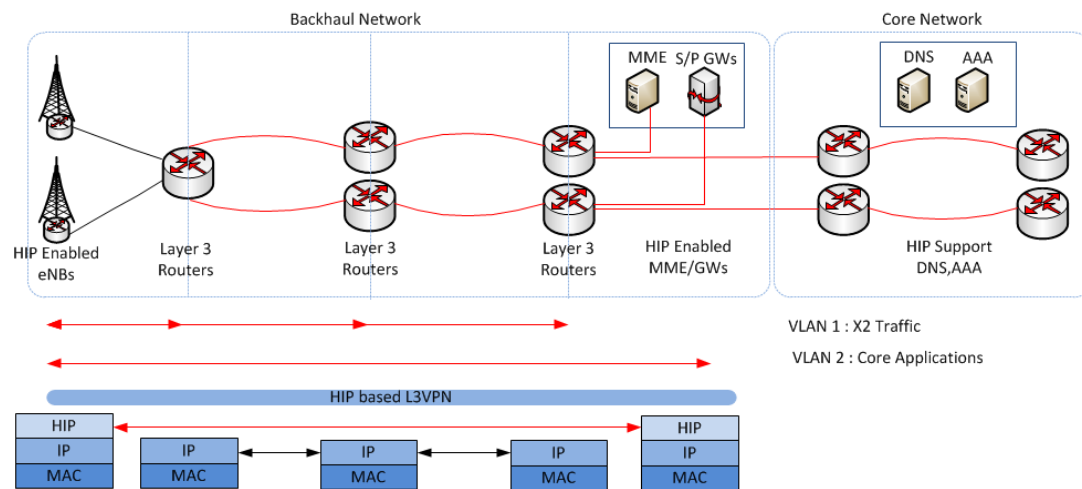 Backhaul Network
Core Network
MME
S/P GWs
DNS
AAA
HIP Enabled
eNBs
Layer 3
Routers
Layer 3
Routers
Layer 3
Routers
HIP Enabled
MME/GWs
HIP Support
DNS,AAA
VLAN 1 : X2 Traffic
VLAN 2 : Core Applications
HIP based L3VPN
HIP
HIP
IP
IP
IP
IP
IP
MAC
MAC
MAC
MAC
MAC